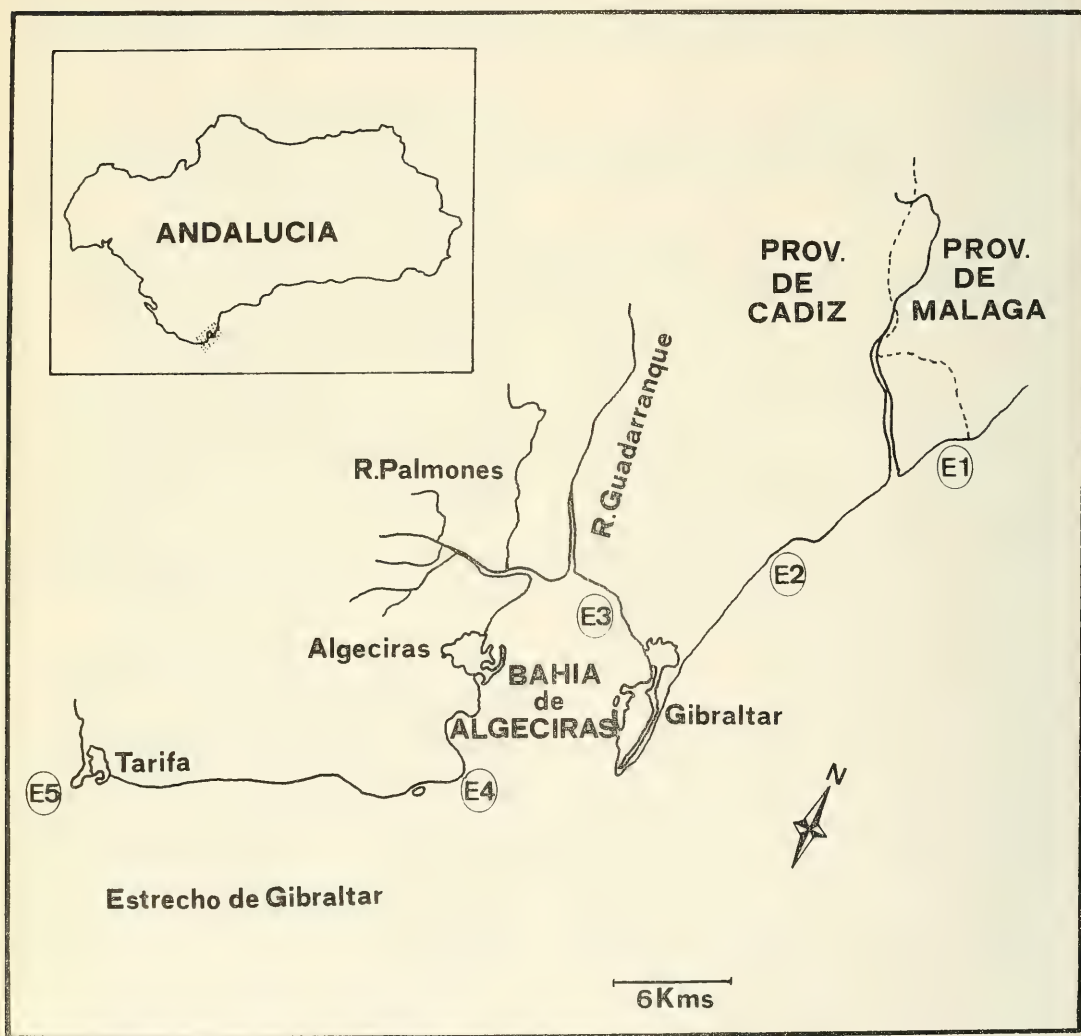 ANDALUCIA
PROV.
DE
CADIZ
PROV.
DE
MALAGA
R.Palmones
R.Guadarranque
E1
E2
E3
Algeciras
BAHIA
de
ALGECIRAS
Gibraltar
Tarifa
E5
E4
N
Estrecho de Gibraltar
6Kms